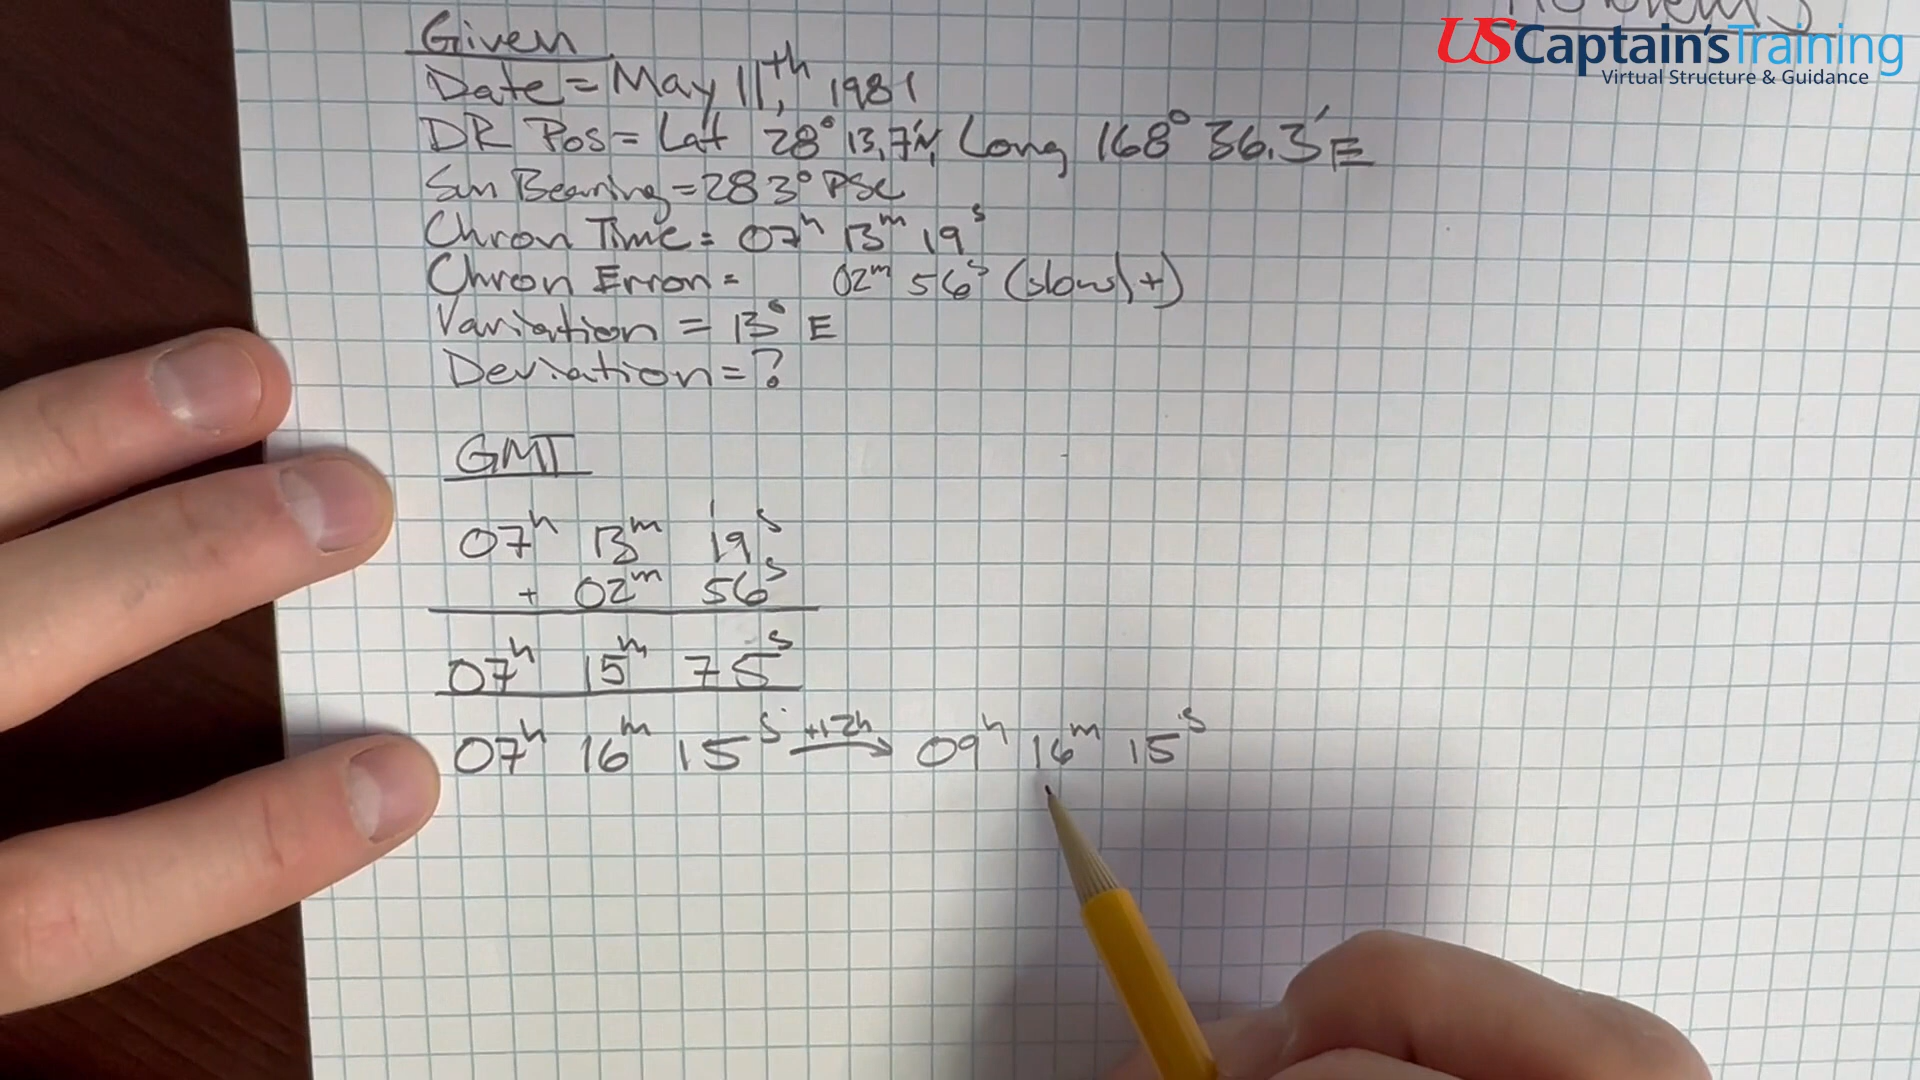 USCaptain'sTraining
Virtual Structure & Guidance
Given
Date = May 11th, 1981
DR Pos = Lat 28° 13.7'N, Long 168° 36.3'E
Sun Bearing = 283° PSC
Chron Time = 07h 13m 19s
Chron Error = 02m 56s (slow|+)
Variation = 13° E
Deviation = ?
GMT
1
07h 13m 19s
+ 02m 56s
07h 15m 75s
07h 16m 15s +12h → 09h 16m 15s